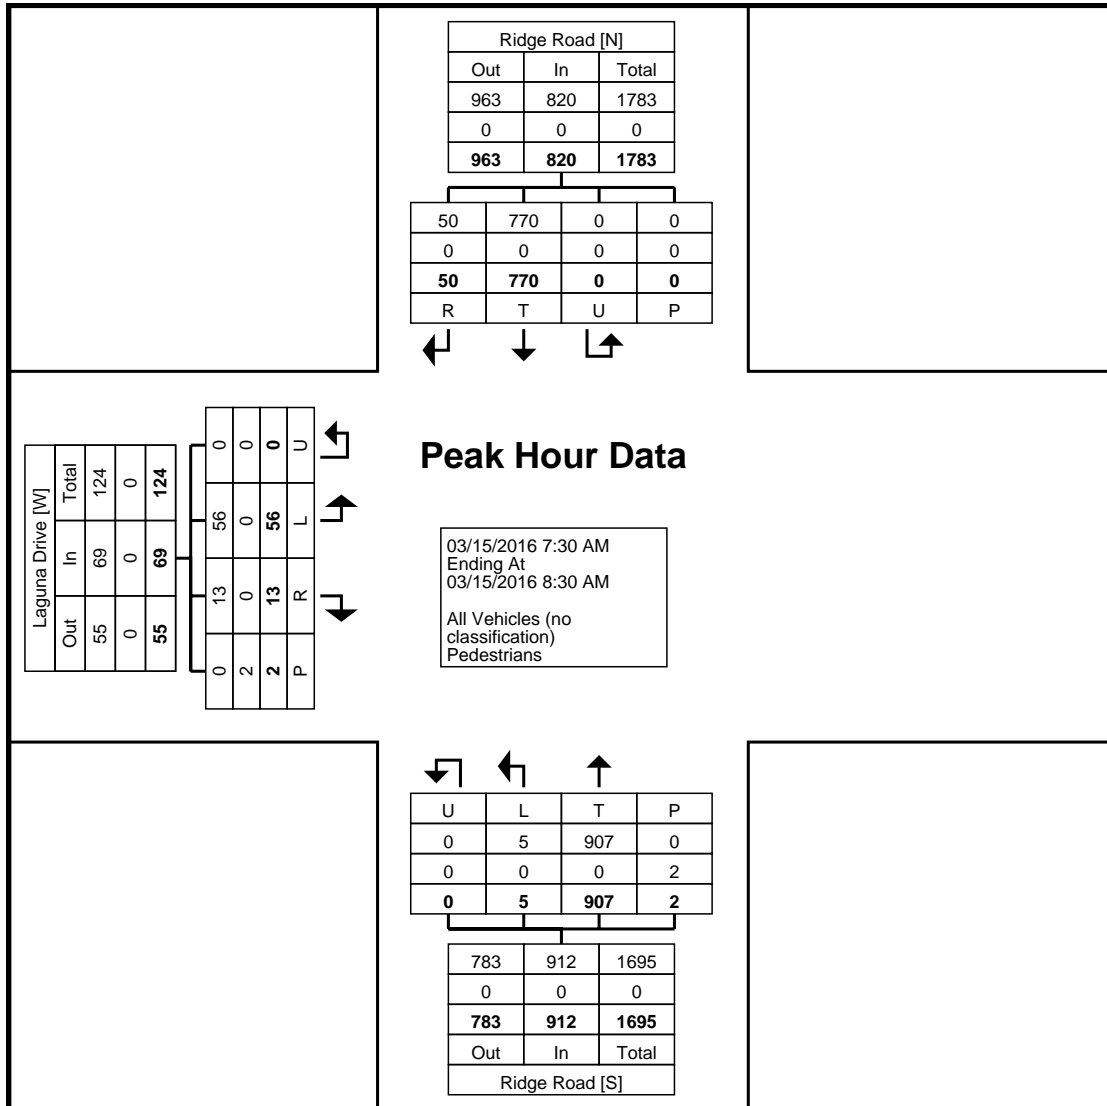 Ridge Road [N]
Out In Total
963 820 1783
0 0 0
963 820 1783
50 770 0 0
0 0 0 0
50 770 0 0
R T U P
Laguna Drive [W]
Out In Total
55 69 124
0 0 0
55 69 124
0 13 56 0
2 0 0 0
2 13 56 0
P R L U
Peak Hour Data
03/15/2016 7:30 AM
Ending At
03/15/2016 8:30 AM
All Vehicles (no
classification)
Pedestrians
U L T P
0 5 907 0
0 0 0 2
0 5 907 2
783 912 1695
0 0 0
783 912 1695
Out In Total
Ridge Road [S]